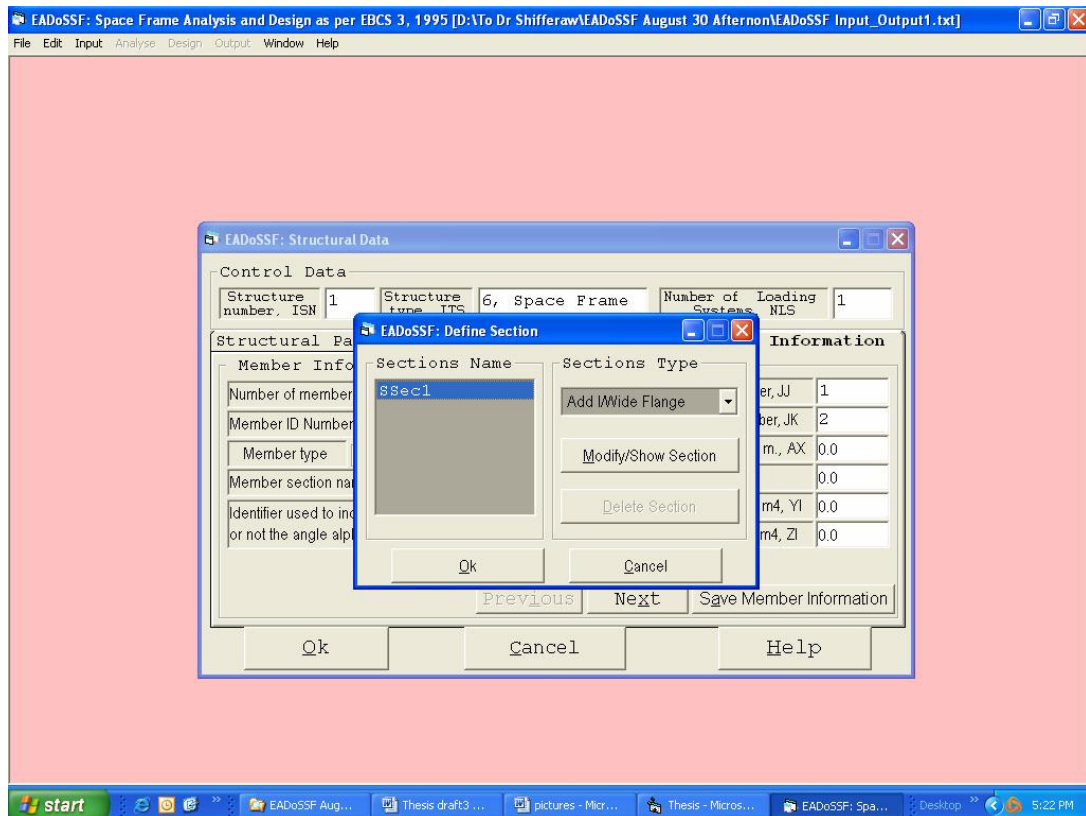 EADoSSF: Space Frame Analysis and Design as per EBCS 3, 1995 [D:\To Dr Shifferaw\EADoSSF August 30 Afternon\EADoSSF Input_Output1.txt]
File Edit Input Analyse Design Output Window Help
EADoSSF: Structural Data
Control Data
Structure number, ISN 1
Structure type, ITS 6, Space Frame
Number of Loading Systems, NLS 1
Structural Pa
Information
Member Info
Number of member
er, JJ 1
Member ID Number
ber, JK 2
Member type
m., AX 0.0
Member section nam
0.0
Identifier used to ind
m4, YI 0.0
or not the angle alph
m4, ZI 0.0
EADoSSF: Define Section
Sections Name
SSec1
Sections Type
Add I/Wide Flange
Modify/Show Section
Delete Section
Ok Cancel
Previous Next Save Member Information
Ok Cancel Help
start
EADoSSF Aug...
Thesis draft3 ...
pictures - Micr...
Thesis - Micros...
EADoSSF: Spa...
Desktop
5:22 PM